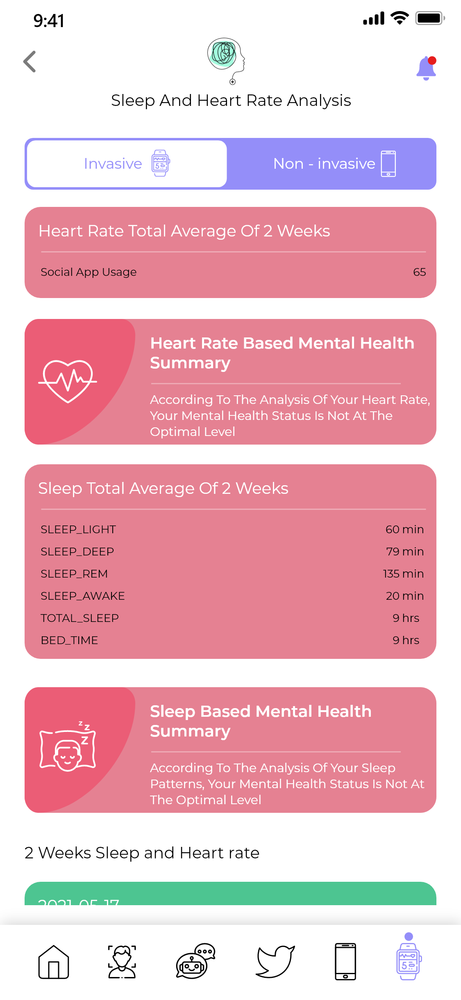 9:41
Sleep And Heart Rate Analysis
Invasive
Non - invasive
Heart Rate Total Average Of 2 Weeks
Social App Usage 65
Heart Rate Based Mental Health
Summary
According To The Analysis Of Your Heart Rate,
Your Mental Health Status Is Not At The
Optimal Level
Sleep Total Average Of 2 Weeks
SLEEP_LIGHT 60 min
SLEEP_DEEP 79 min
SLEEP_REM 135 min
SLEEP_AWAKE 20 min
TOTAL_SLEEP 9 hrs
BED_TIME 9 hrs
z z
z
Sleep Based Mental Health
Summary
According To The Analysis Of Your Sleep
Patterns, Your Mental Health Status Is Not At
The Optimal Level
2 Weeks Sleep and Heart rate
2021-05-17